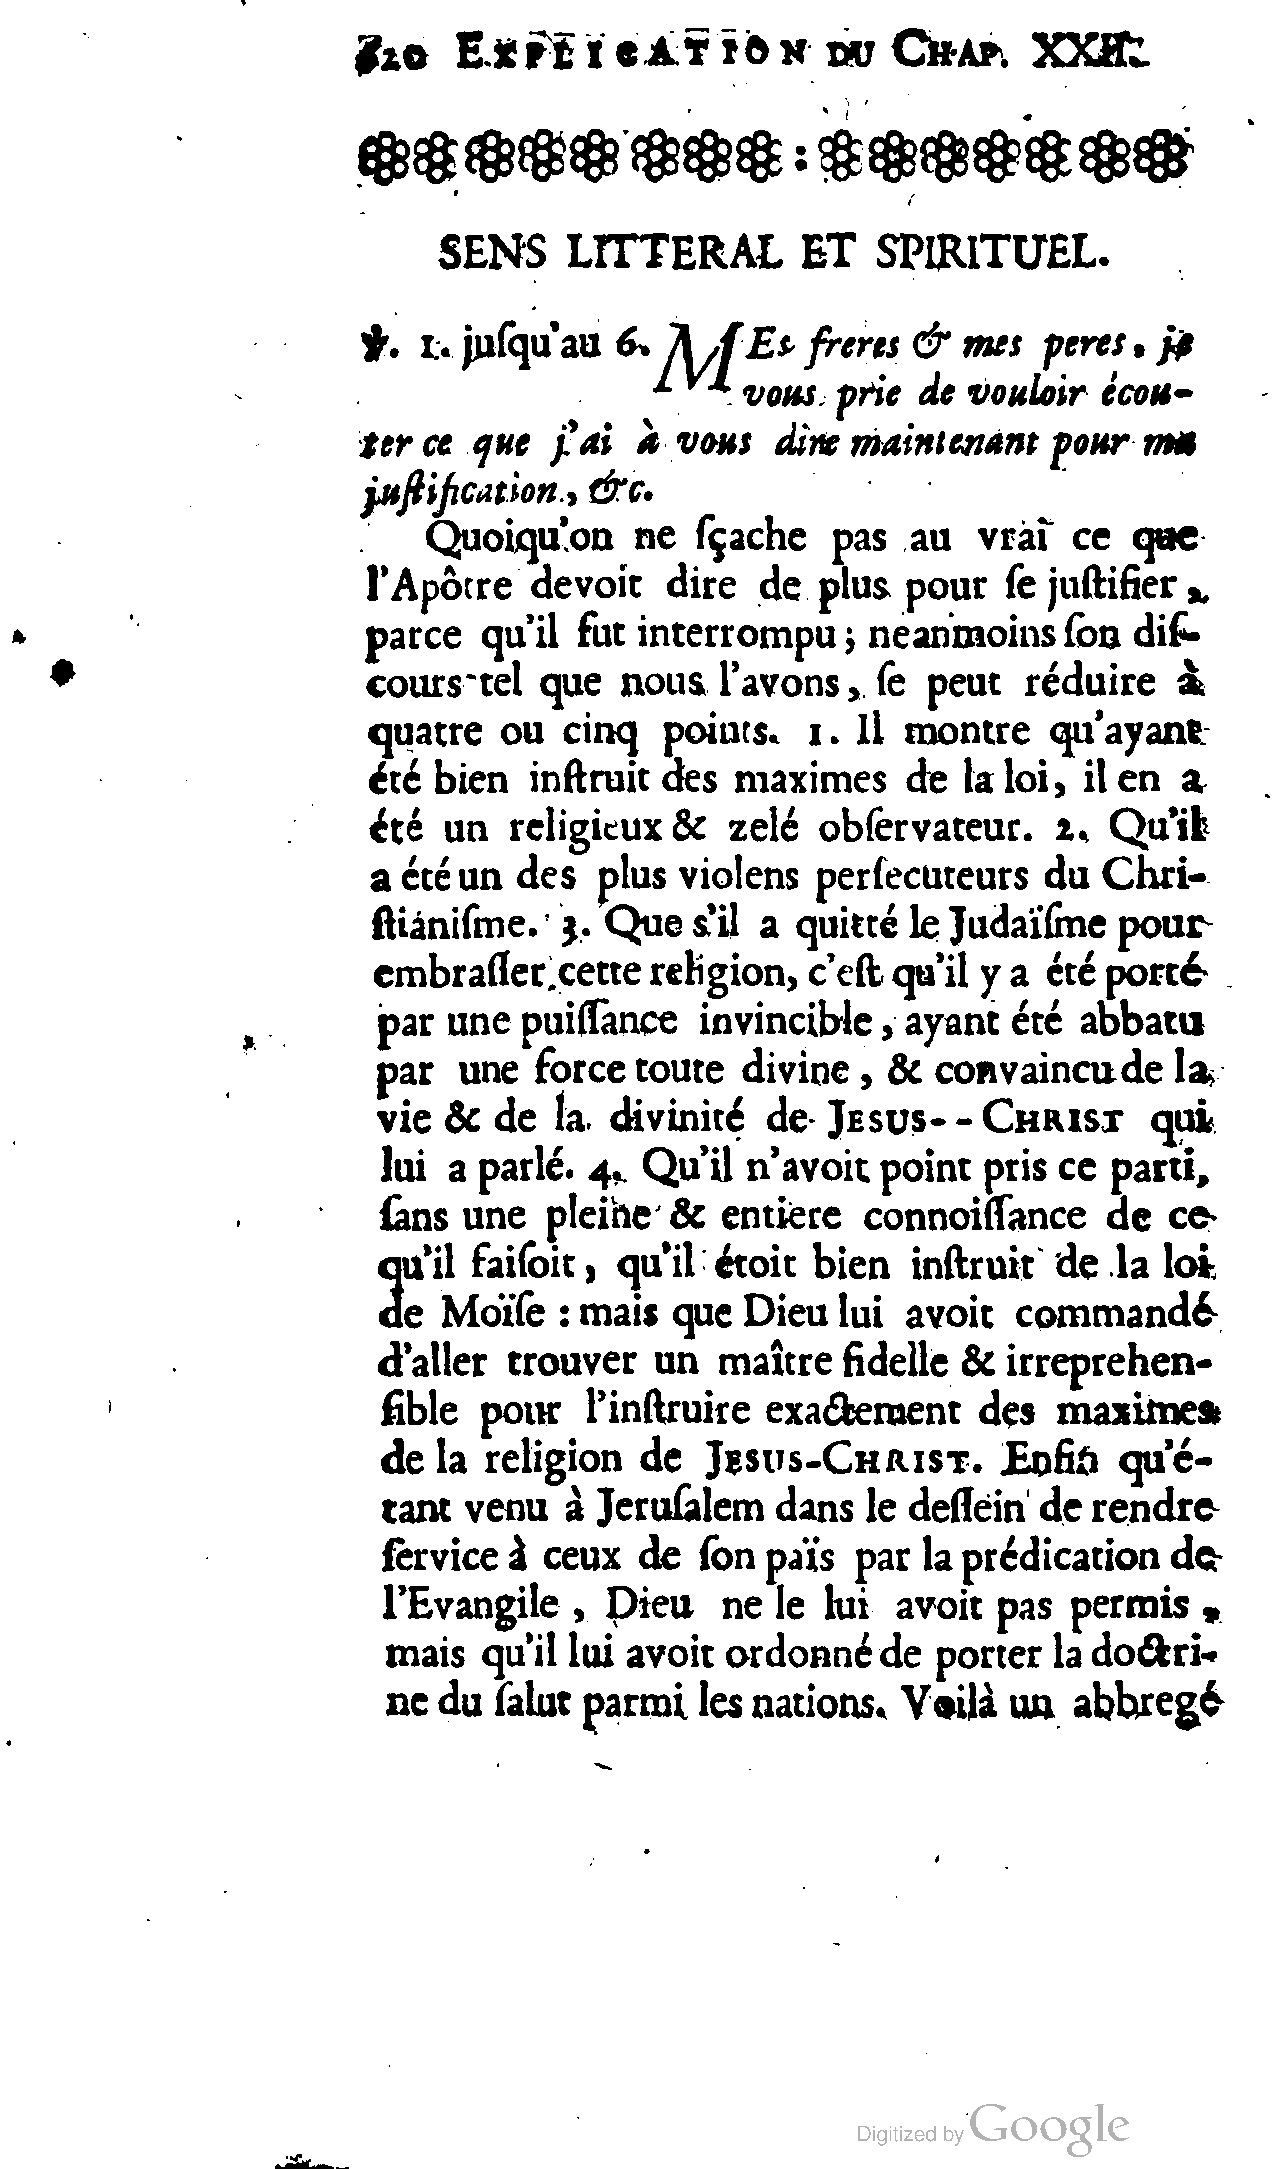 320 EXPLICATION DU CHAP. XXII.
SENS LITTERAL ET SPIRITUEL.
℣. 1. juſqu'au 6. MEs freres & mes peres, je
vous prie de vouloir écou-
ter ce que j'ai à vous dire maintenant pour ma
juſtification, &c.
Quoiqu'on ne ſçache pas au vrai ce que
l'Apôtre devoit dire de plus pour ſe juſtifier,
parce qu'il fut interrompu; neanmoins ſon diſ-
cours tel que nous l'avons, ſe peut réduire à
quatre ou cinq points. 1. Il montre qu'ayant
été bien inſtruit des maximes de la loi, il en a
été un religieux & zelé obſervateur. 2. Qu'il
a été un des plus violens perſecuteurs du Chri-
ſtianiſme. 3. Que s'il a quitté le Judaïſme pour
embraſſer cette religion, c'eſt qu'il y a été porté
par une puiſſance invincible, ayant été abbatu
par une force toute divine, & convaincu de la
vie & de la divinité de JESUS--CHRIST qui
lui a parlé. 4. Qu'il n'avoit point pris ce parti,
ſans une pleine & entiere connoiſſance de ce
qu'il faiſoit, qu'il étoit bien inſtruit de la loi
de Moïſe : mais que Dieu lui avoit commandé
d'aller trouver un maître fidelle & irreprehen-
ſible pour l'inſtruire exactement des maximes
de la religion de JESUS-CHRIST. Enfin qu'é-
tant venu à Jeruſalem dans le deſſein de rendre
ſervice à ceux de ſon païs par la prédication de
l'Evangile, Dieu ne le lui avoit pas permis,
mais qu'il lui avoit ordonné de porter la doctri-
ne du ſalut parmi les nations. Voilà un abbregé
Digitized by Google